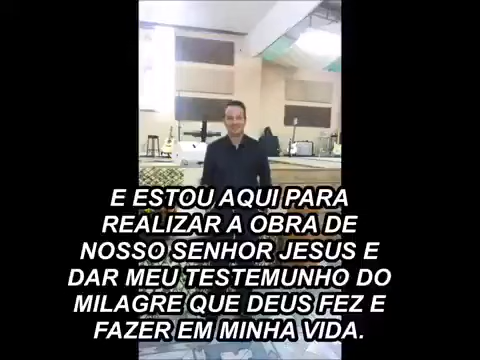 E ESTOU AQUI PARA
REALIZAR A OBRA DE
NOSSO SENHOR JESUS E
DAR MEU TESTEMUNHO DO
MILAGRE QUE DEUS FEZ E
FAZER EM MINHA VIDA.